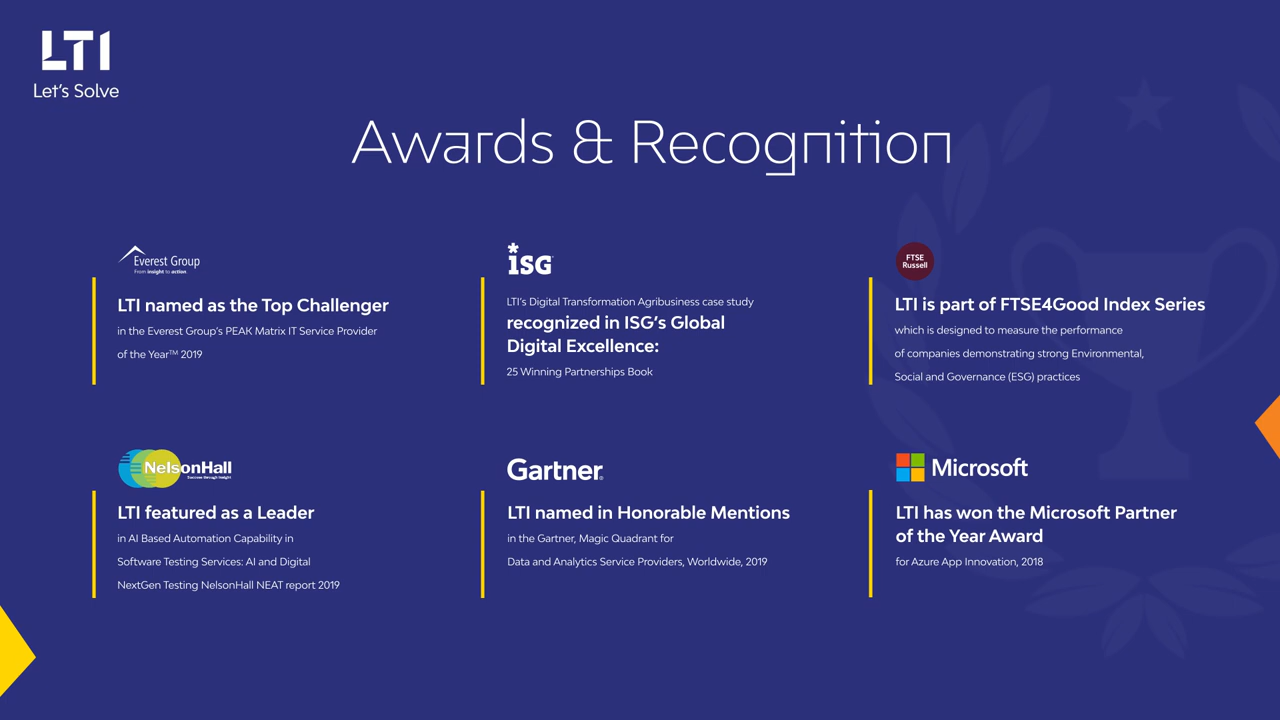 LTI
Let's Solve
Awards & Recognition
Everest Group
From insight to action
LTI named as the Top Challenger
in the Everest Group's PEAK Matrix IT Service Provider
of the Year™ 2019
ISG
LTI's Digital Transformation Agribusiness case study
recognized in ISG's Global
Digital Excellence:
25 Winning Partnerships Book
FTSE
Russell
LTI is part of FTSE4Good Index Series
which is designed to measure the performance
of companies demonstrating strong Environmental,
Social and Governance (ESG) practices
NelsonHall
Success through Insight
LTI featured as a Leader
in AI Based Automation Capability in
Software Testing Services: AI and Digital
NextGen Testing NelsonHall NEAT report 2019
Gartner®
LTI named in Honorable Mentions
in the Gartner, Magic Quadrant for
Data and Analytics Service Providers, Worldwide, 2019
Microsoft
LTI has won the Microsoft Partner
of the Year Award
for Azure App Innovation, 2018